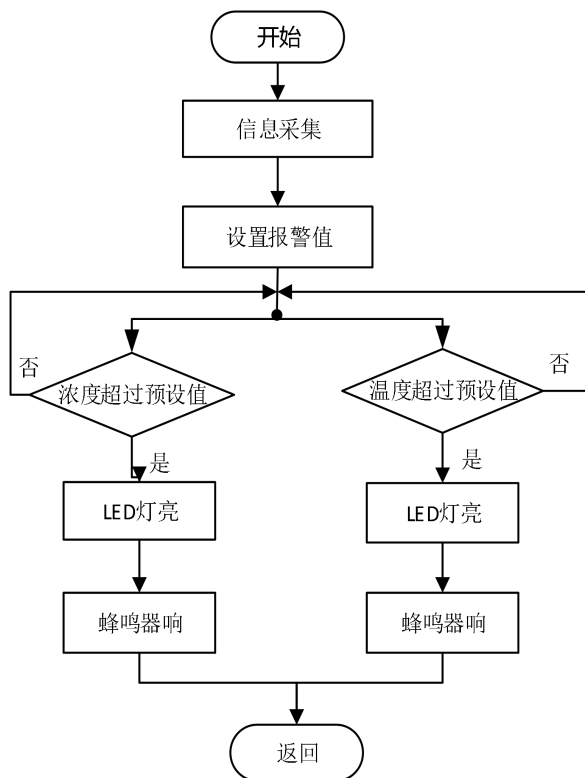 开始
信息采集
设置报警值
否
浓度超过预设值
是
LED灯亮
蜂鸣器响
否
温度超过预设值
是
LED灯亮
蜂鸣器响
返回